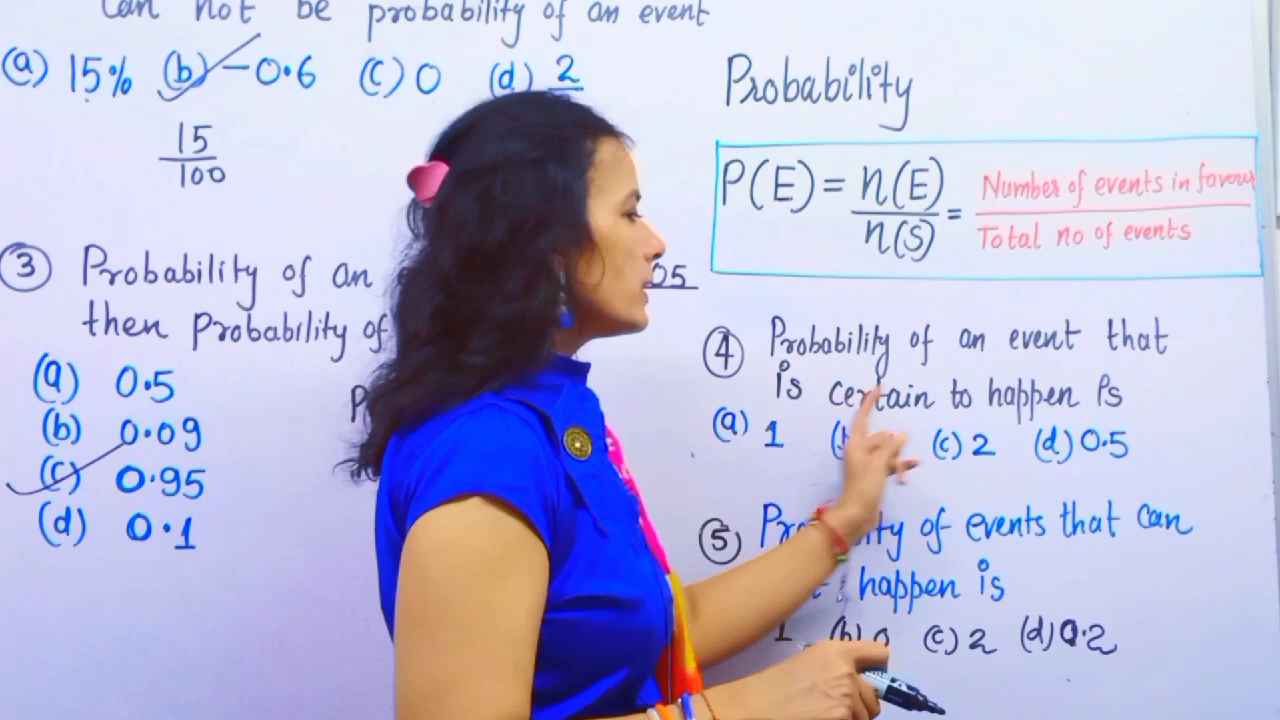 can not be probability of an event
(a) 15% (b) -0.6 (c) 0 (d) 2
15
100
③ Probability of an 05
then probability of
(a) 0.5
(b) 0.09
(c) 0.95
(d) 0.1
Probability
P(E) = n(E) / n(S) = Number of events in favour / Total no of events
④ Probability of an event that
is certain to happen is
(a) 1 (c) 2 (d) 0.5
⑤ Probability of events that can
happen is
1 (b) 0 (c) 2 (d) 0.2